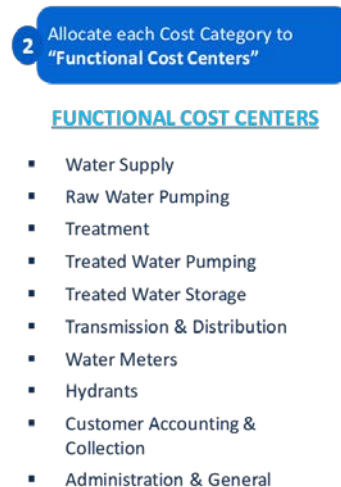 2
Allocate each Cost Category to
“Functional Cost Centers”
FUNCTIONAL COST CENTERS
▪ Water Supply
▪ Raw Water Pumping
▪ Treatment
▪ Treated Water Pumping
▪ Treated Water Storage
▪ Transmission & Distribution
▪ Water Meters
▪ Hydrants
▪ Customer Accounting &
Collection
▪ Administration & General